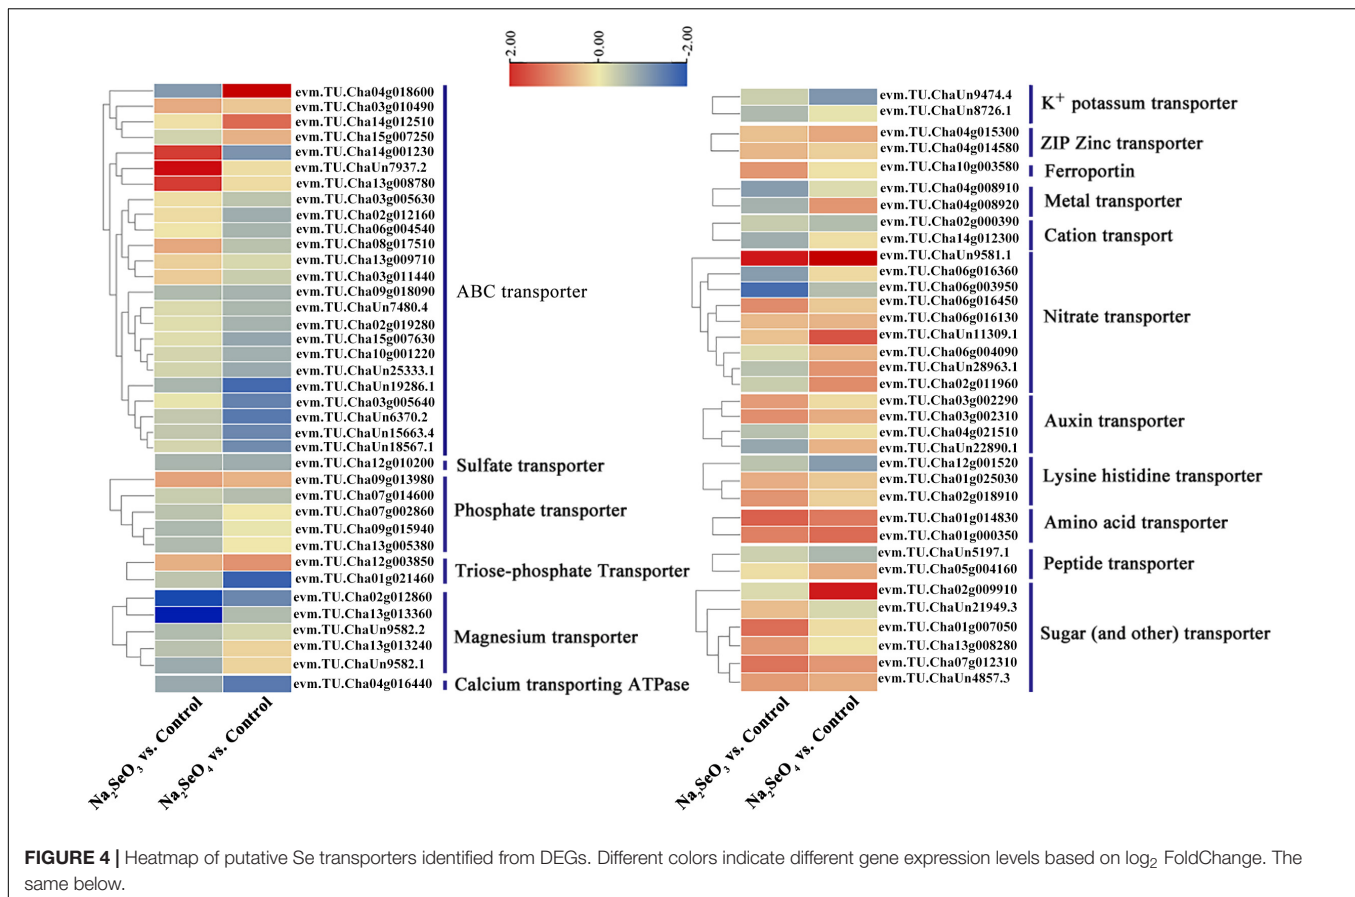 2.00
0.00
-2.00
evm.TU.Cha04g018600
evm.TU.Cha03g010490
evm.TU.Cha14g012510
evm.TU.Cha15g007250
evm.TU.Cha14g001230
evm.TU.ChaUn7937.2
evm.TU.Cha13g008780
evm.TU.Cha03g005630
evm.TU.Cha02g012160
evm.TU.Cha06g004540
evm.TU.Cha08g017510
evm.TU.Cha13g009710
evm.TU.Cha03g011440
evm.TU.Cha09g018090
evm.TU.ChaUn7480.4
evm.TU.Cha02g019280
evm.TU.Cha15g007630
evm.TU.Cha10g001220
evm.TU.ChaUn25333.1
evm.TU.ChaUn19286.1
evm.TU.Cha03g005640
evm.TU.ChaUn6370.2
evm.TU.ChaUn15663.4
evm.TU.ChaUn18567.1
ABC transporter
evm.TU.Cha12g010200
Sulfate transporter
evm.TU.Cha09g013980
evm.TU.Cha07g014600
evm.TU.Cha07g002860
evm.TU.Cha09g015940
evm.TU.Cha13g005380
Phosphate transporter
evm.TU.Cha12g003850
evm.TU.Cha01g021460
Triose-phosphate Transporter
evm.TU.Cha02g012860
evm.TU.Cha13g013360
evm.TU.ChaUn9582.2
evm.TU.Cha13g013240
evm.TU.ChaUn9582.1
Magnesium transporter
evm.TU.Cha04g016440
Calcium transporting ATPase
Na₂SeO₃ vs. Control
Na₂SeO₄ vs. Control
evm.TU.ChaUn9474.4
evm.TU.ChaUn8726.1
K⁺ potassum transporter
evm.TU.Cha04g015300
evm.TU.Cha04g014580
ZIP Zinc transporter
evm.TU.Cha10g003580
Ferroportin
evm.TU.Cha04g008910
evm.TU.Cha04g008920
Metal transporter
evm.TU.Cha02g000390
evm.TU.Cha14g012300
Cation transport
evm.TU.ChaUn9581.1
evm.TU.Cha06g016360
evm.TU.Cha06g003950
evm.TU.Cha06g016450
evm.TU.Cha06g016130
evm.TU.ChaUn11309.1
evm.TU.Cha06g004090
evm.TU.ChaUn28963.1
evm.TU.Cha02g011960
Nitrate transporter
evm.TU.Cha03g002290
evm.TU.Cha03g002310
evm.TU.Cha04g021510
evm.TU.ChaUn22890.1
Auxin transporter
evm.TU.Cha12g001520
evm.TU.Cha01g025030
evm.TU.Cha02g018910
Lysine histidine transporter
evm.TU.Cha01g014830
evm.TU.Cha01g000350
Amino acid transporter
evm.TU.ChaUn5197.1
evm.TU.Cha05g004160
Peptide transporter
evm.TU.Cha02g009910
evm.TU.ChaUn21949.3
evm.TU.Cha01g007050
evm.TU.Cha13g008280
evm.TU.Cha07g012310
evm.TU.ChaUn4857.3
Sugar (and other) transporter
Na₂SeO₃ vs. Control
Na₂SeO₄ vs. Control
FIGURE 4 | Heatmap of putative Se transporters identified from DEGs. Different colors indicate different gene expression levels based on log₂ FoldChange. The
same below.